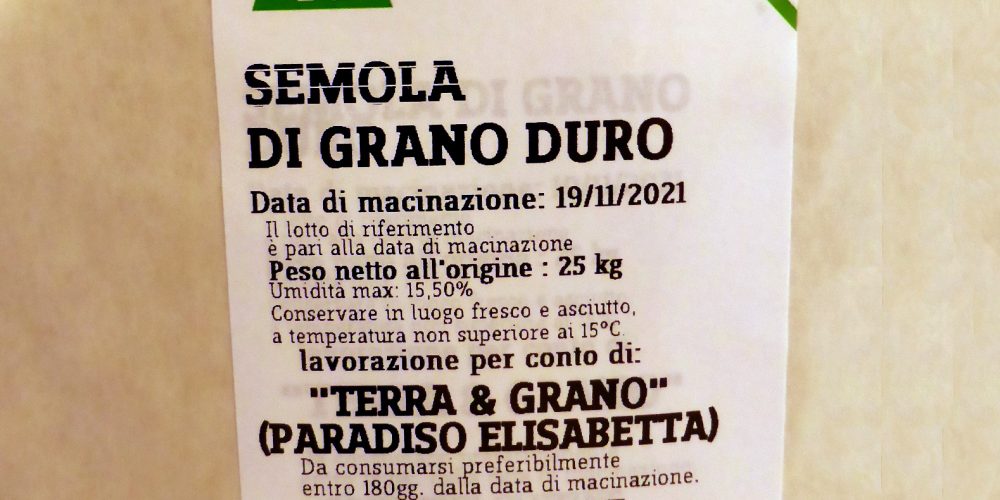 SEMOLA
DI GRANO DURO
Data di macinazione: 19/11/2021
Il lotto di riferimento
è pari alla data di macinazione
Peso netto all'origine : 25 kg
Umidità max: 15,50%
Conservare in luogo fresco e asciutto,
a temperatura non superiore ai 15°C.
lavorazione per conto di:
"TERRA & GRANO"
(PARADISO ELISABETTA)
Da consumarsi preferibilmente
entro 180gg. dalla data di macinazione.